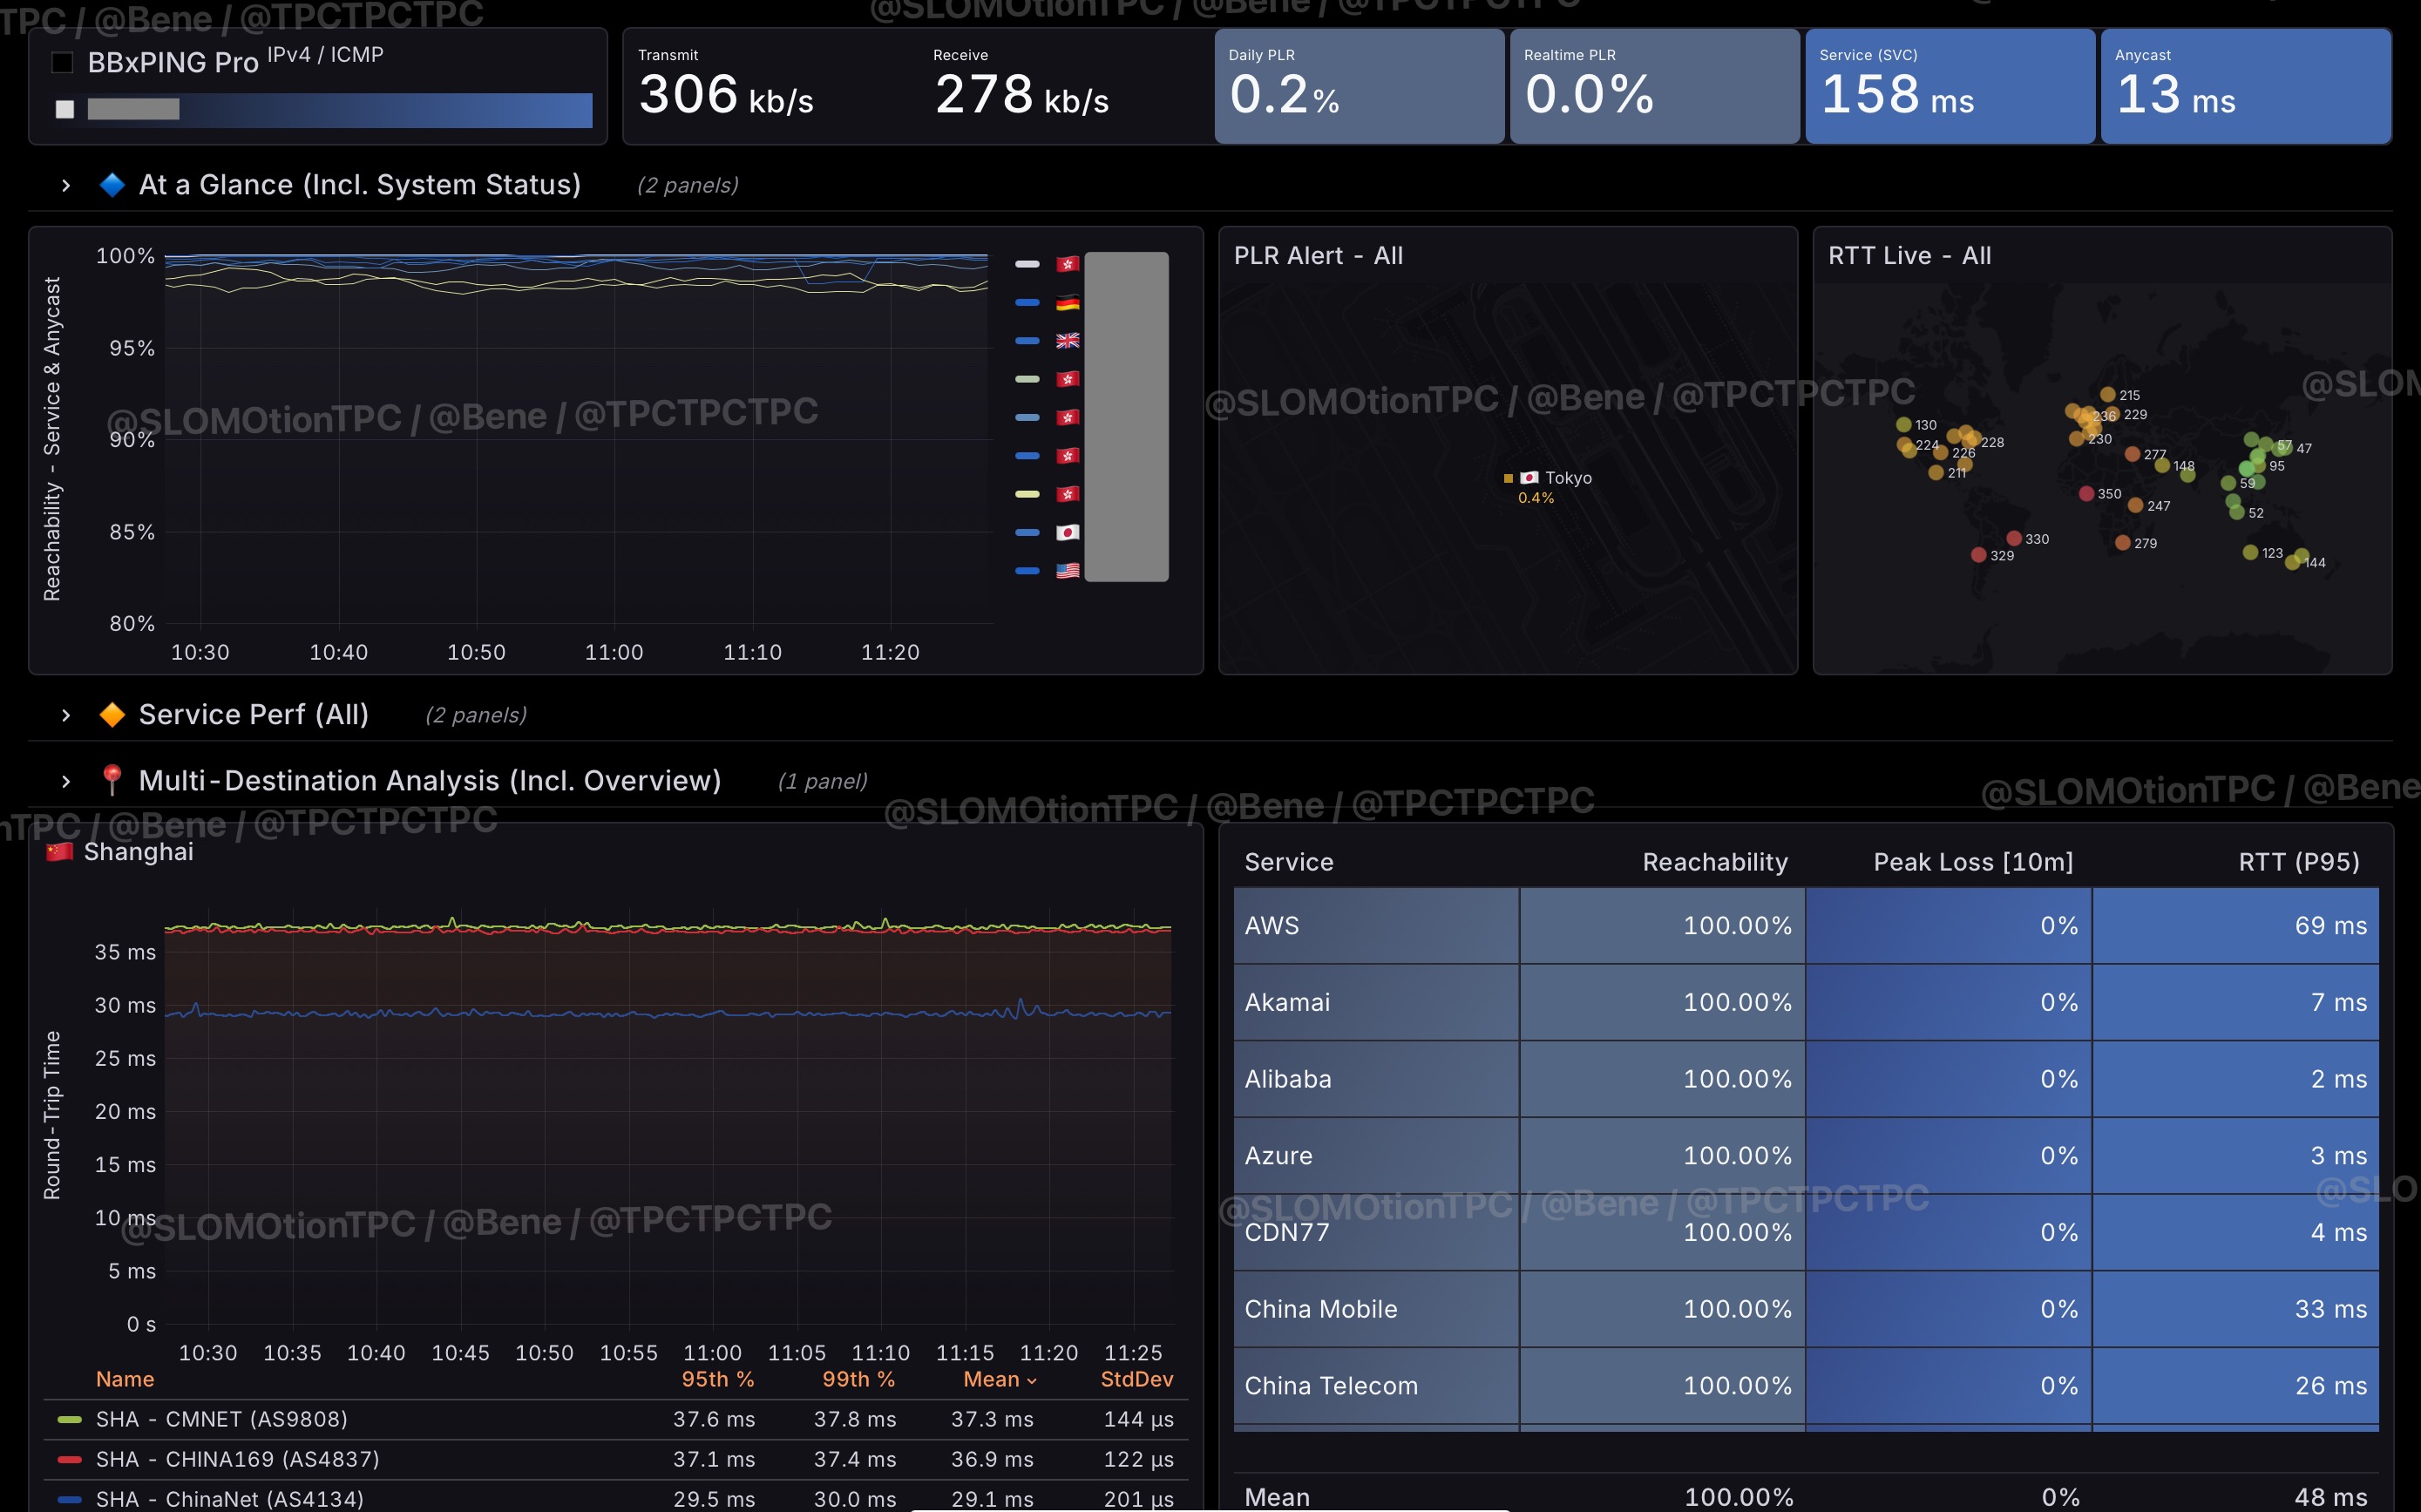 TPC / @Bene / @TPCTPCTPC
@SLOMOtionTPC / @Bene / @TPCTPCTPC
BBxPING Pro IPv4 / ICMP
Transmit
306 kb/s
Receive
278 kb/s
Daily PLR
0.2%
Realtime PLR
0.0%
Service (SVC)
158 ms
Anycast
13 ms
At a Glance (Incl. System Status) (2 panels)
Reachability - Service & Anycast
100%
95%
90%
85%
80%
10:30 10:40 10:50 11:00 11:10 11:20
@SLOMOtionTPC / @Bene / @TPCTPCTPC
PLR Alert - All
@SLOMOtionTPC / @Bene / @TPCTPCTPC
Tokyo
0.4%
RTT Live - All
@SLOM
215
236 229
130
230
224
228
226
211
277
148
57 47
95
59
52
350
247
330
329
279
123
144
Service Perf (All) (2 panels)
Multi-Destination Analysis (Incl. Overview) (1 panel)
@SLOMOtionTPC / @Bene / @TPCTPCTPC
@SLOMOtionTPC / @Bene
nTPC / @Bene / @TPCTPCTPC
Shanghai
Round-Trip Time
35 ms
30 ms
25 ms
20 ms
15 ms
10 ms
5 ms
0 s
@SLOMOtionTPC / @Bene / @TPCTPCTPC
10:30 10:35 10:40 10:45 10:50 10:55 11:00 11:05 11:10 11:15 11:20 11:25
Name 95th % 99th % Mean StdDev
SHA - CMNET (AS9808) 37.6 ms 37.8 ms 37.3 ms 144 µs
SHA - CHINA169 (AS4837) 37.1 ms 37.4 ms 36.9 ms 122 µs
SHA - ChinaNet (AS4134) 29.5 ms 30.0 ms 29.1 ms 201 µs
Service Reachability Peak Loss [10m] RTT (P95)
AWS 100.00% 0% 69 ms
Akamai 100.00% 0% 7 ms
Alibaba 100.00% 0% 2 ms
Azure 100.00% 0% 3 ms
@SLOMOtionTPC / @Bene / @TPCTPCTPC
@SLO
CDN77 100.00% 0% 4 ms
China Mobile 100.00% 0% 33 ms
China Telecom 100.00% 0% 26 ms
Mean 100.00% 0% 48 ms